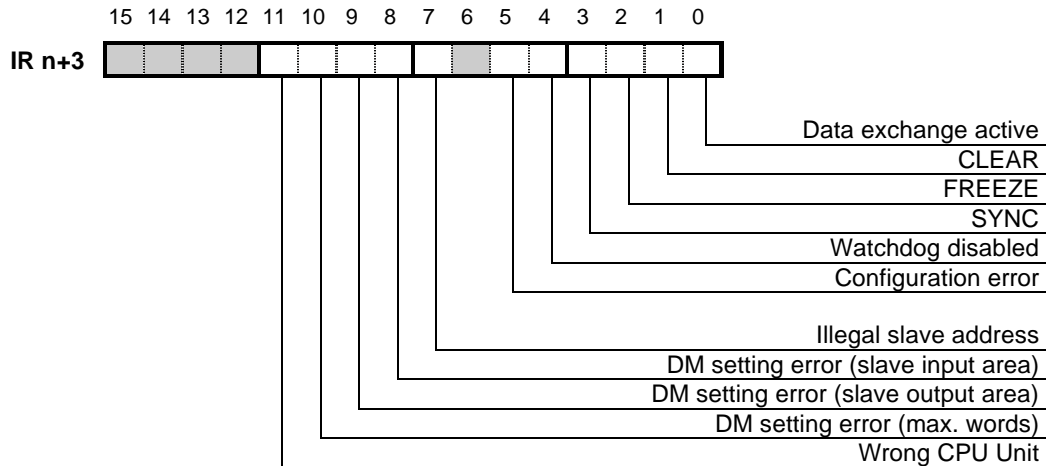 15 14 13 12 11 10 9 8 7 6 5 4 3 2 1 0
IR n+3
Data exchange active
CLEAR
FREEZE
SYNC
Watchdog disabled
Configuration error
Illegal slave address
DM setting error (slave input area)
DM setting error (slave output area)
DM setting error (max. words)
Wrong CPU Unit